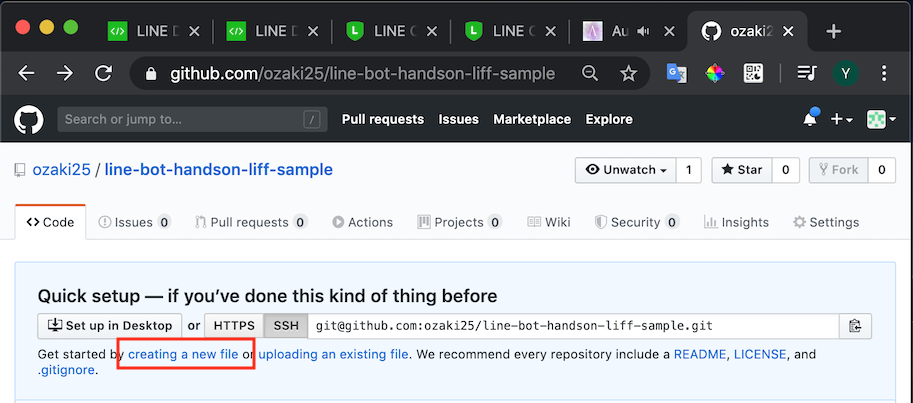 LINE D
LINE D
LINE C
LINE C
Au
ozaki2
github.com/ozaki25/line-bot-handson-liff-sample
Y
Search or jump to... /
Pull requests Issues Marketplace Explore
ozaki25 / line-bot-handson-liff-sample
Unwatch 1 Star 0 Fork 0
Code Issues 0 Pull requests 0 Actions Projects 0 Wiki Security 0 Insights Settings
Quick setup — if you've done this kind of thing before
Set up in Desktop or HTTPS SSH git@github.com:ozaki25/line-bot-handson-liff-sample.git
Get started by creating a new file or uploading an existing file. We recommend every repository include a README, LICENSE, and
.gitignore.